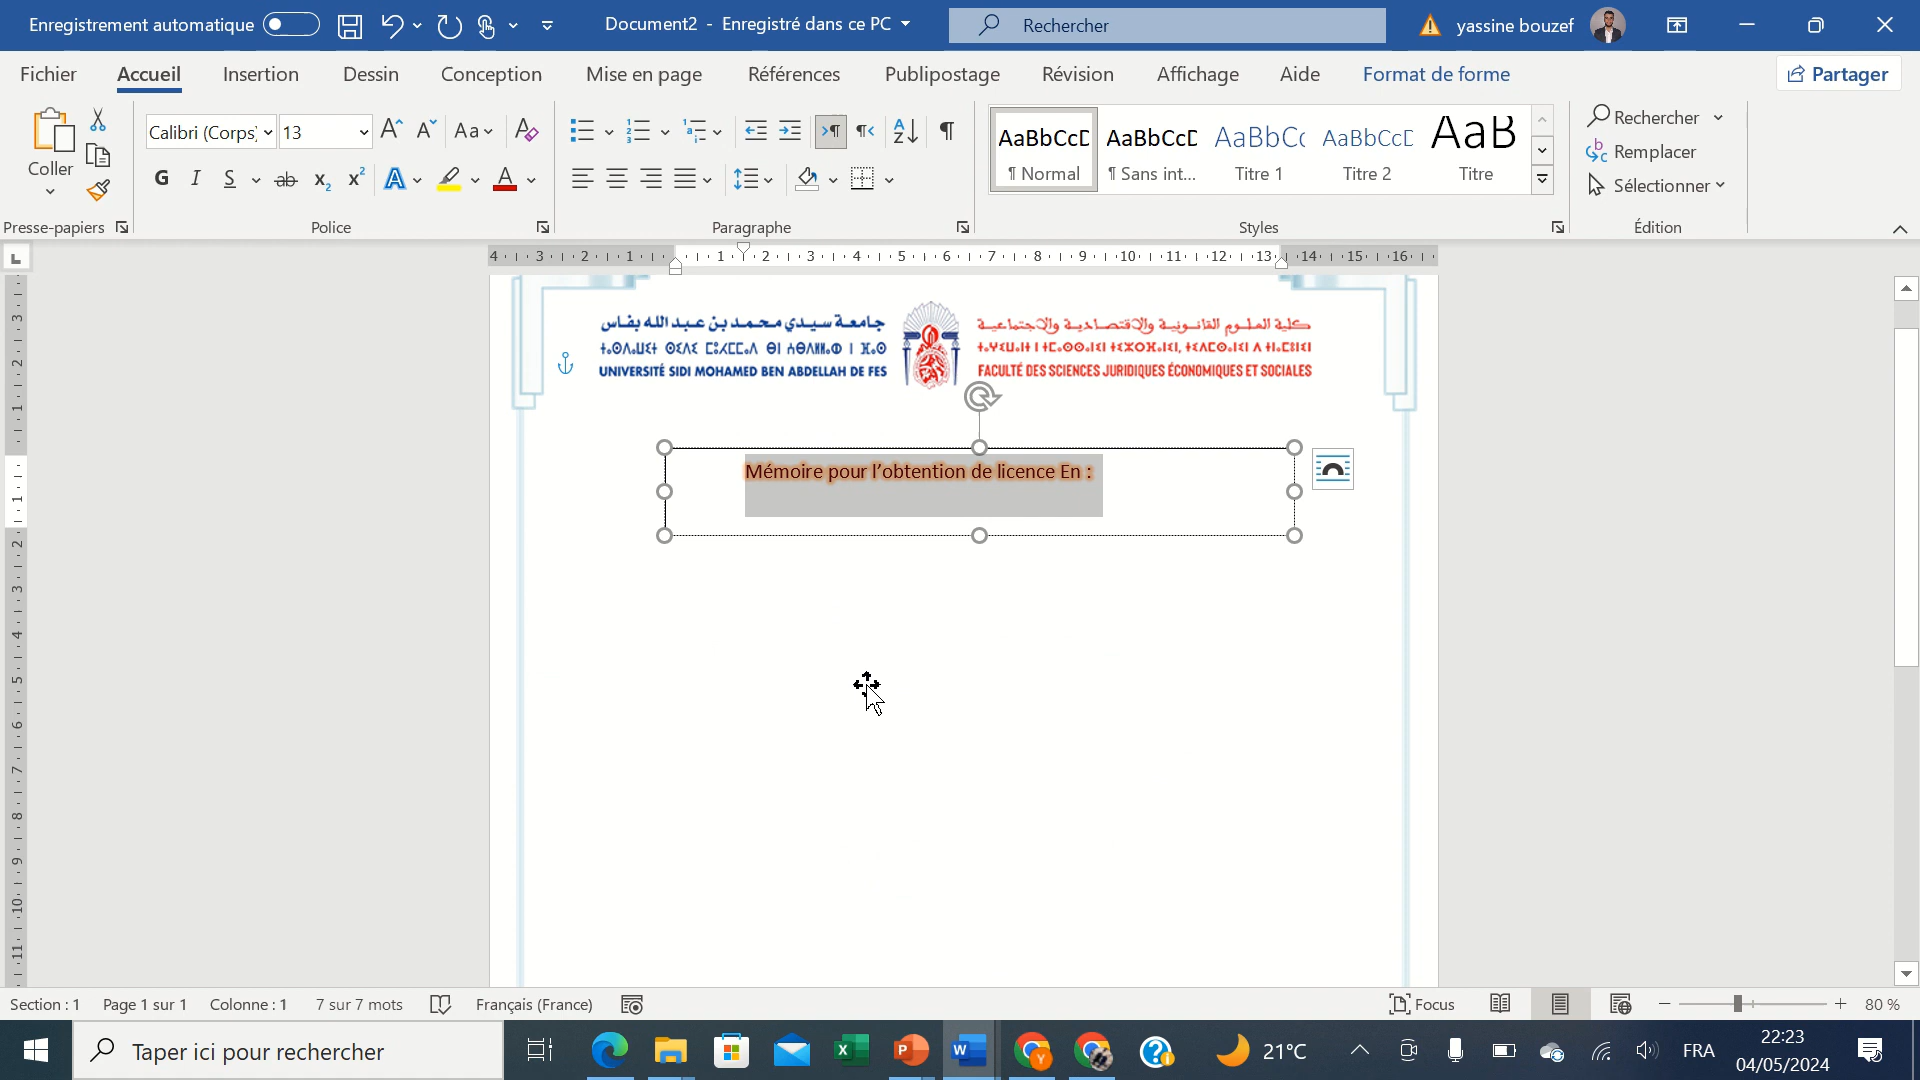 Enregistrement automatique
Document2 - Enregistré dans ce PC
Rechercher
yassine bouzef
Fichier
Accueil
Insertion
Dessin
Conception
Mise en page
Références
Publipostage
Révision
Affichage
Aide
Format de forme
Partager
Coller
Calibri (Corps)
13
G I S ab
AaBbCcD
¶ Normal
AaBbCcD
¶ Sans int...
AaBbCc
Titre 1
AaBbCcD
Titre 2
AaB
Titre
Rechercher
Remplacer
Sélectionner
Presse-papiers
Police
Paragraphe
Styles
Édition
جامعة سيدي محمد بن عبد الله بفاس
UNIVERSITÉ SIDI MOHAMED BEN ABDELLAH DE FES
كلية العلوم القانونية والاقتصادية والاجتماعية
FACULTÉ DES SCIENCES JURIDIQUES ÉCONOMIQUES ET SOCIALES
Mémoire pour l’obtention de licence En :
Section : 1
Page 1 sur 1
Colonne : 1
7 sur 7 mots
Français (France)
Focus
80 %
Taper ici pour rechercher
21°C
FRA
22:23
04/05/2024